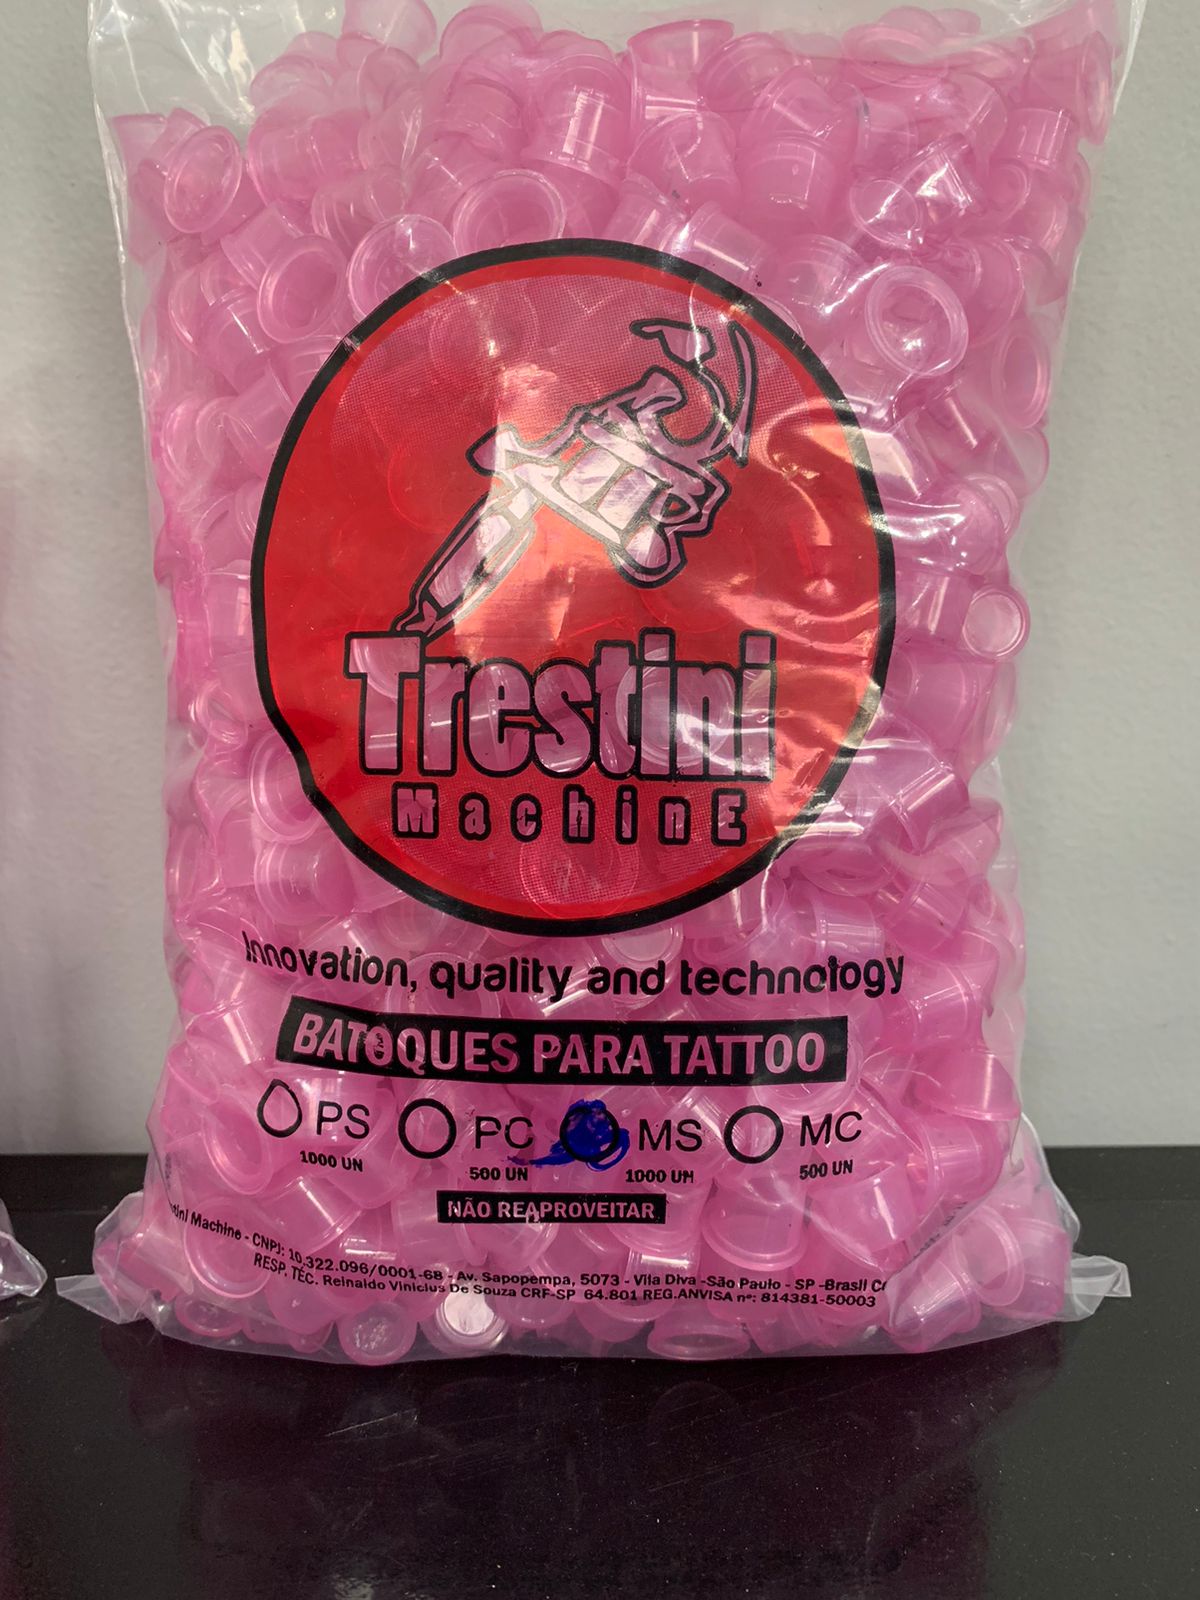 Trestini
MachinE
Innovation, quality and technology
BATOQUES PARA TATTOO
PS PC MS MC
1000 UN 500 UN 1000 UN 500 UN
NÃO REAPROVEITAR
Machine - CNPJ: 10.322.096/0001-68 - Av. Sapopempa, 5073 - Vila Diva -São Paulo - SP -Brasil
RESP. TÉC. Reinaldo Vinicius De Souza CRF-SP 64.801 REG.ANVISA nº: 814381-50003